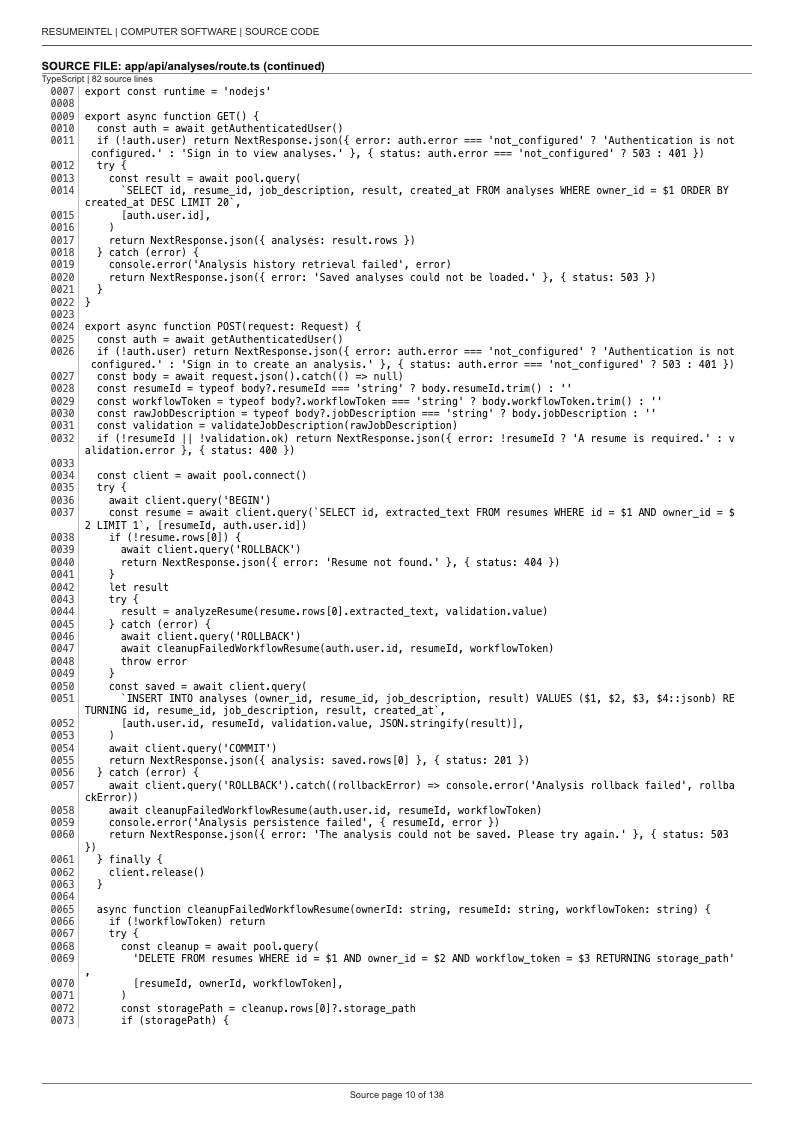 RESUMEINTEL | COMPUTER SOFTWARE | SOURCE CODE
SOURCE FILE: app/api/analyses/route.ts (continued)
TypeScript | 82 source lines
0007 export const runtime = 'nodejs'
0008
0009 export async function GET() {
0010   const auth = await getAuthenticatedUser()
0011   if (!auth.user) return NextResponse.json({ error: auth.error === 'not_configured' ? 'Authentication is not
 configured.' : 'Sign in to view analyses.' }, { status: auth.error === 'not_configured' ? 503 : 401 })
0012   try {
0013     const result = await pool.query(
0014       `SELECT id, resume_id, job_description, result, created_at FROM analyses WHERE owner_id = $1 ORDER BY
created_at DESC LIMIT 20`,
0015       [auth.user.id],
0016     )
0017     return NextResponse.json({ analyses: result.rows })
0018   } catch (error) {
0019     console.error('Analysis history retrieval failed', error)
0020     return NextResponse.json({ error: 'Saved analyses could not be loaded.' }, { status: 503 })
0021   }
0022 }
0023
0024 export async function POST(request: Request) {
0025   const auth = await getAuthenticatedUser()
0026   if (!auth.user) return NextResponse.json({ error: auth.error === 'not_configured' ? 'Authentication is not
 configured.' : 'Sign in to create an analysis.' }, { status: auth.error === 'not_configured' ? 503 : 401 })
0027   const body = await request.json().catch(() => null)
0028   const resumeId = typeof body?.resumeId === 'string' ? body.resumeId.trim() : ''
0029   const workflowToken = typeof body?.workflowToken === 'string' ? body.workflowToken.trim() : ''
0030   const rawJobDescription = typeof body?.jobDescription === 'string' ? body.jobDescription : ''
0031   const validation = validateJobDescription(rawJobDescription)
0032   if (!resumeId || !validation.ok) return NextResponse.json({ error: !resumeId ? 'A resume is required.' : v
alidation.error }, { status: 400 })
0033
0034   const client = await pool.connect()
0035   try {
0036     await client.query('BEGIN')
0037     const resume = await client.query(`SELECT id, extracted_text FROM resumes WHERE id = $1 AND owner_id = $
2 LIMIT 1`, [resumeId, auth.user.id])
0038     if (!resume.rows[0]) {
0039       await client.query('ROLLBACK')
0040       return NextResponse.json({ error: 'Resume not found.' }, { status: 404 })
0041     }
0042     let result
0043     try {
0044       result = analyzeResume(resume.rows[0].extracted_text, validation.value)
0045     } catch (error) {
0046       await client.query('ROLLBACK')
0047       await cleanupFailedWorkflowResume(auth.user.id, resumeId, workflowToken)
0048       throw error
0049     }
0050     const saved = await client.query(
0051       `INSERT INTO analyses (owner_id, resume_id, job_description, result) VALUES ($1, $2, $3, $4::jsonb) RE
TURNING id, resume_id, job_description, result, created_at`,
0052       [auth.user.id, resumeId, validation.value, JSON.stringify(result)],
0053     )
0054     await client.query('COMMIT')
0055     return NextResponse.json({ analysis: saved.rows[0] }, { status: 201 })
0056   } catch (error) {
0057     await client.query('ROLLBACK').catch((rollbackError) => console.error('Analysis rollback failed', rollba
ckError))
0058     await cleanupFailedWorkflowResume(auth.user.id, resumeId, workflowToken)
0059     console.error('Analysis persistence failed', { resumeId, error })
0060     return NextResponse.json({ error: 'The analysis could not be saved. Please try again.' }, { status: 503
})
0061   } finally {
0062     client.release()
0063   }
0064
0065   async function cleanupFailedWorkflowResume(ownerId: string, resumeId: string, workflowToken: string) {
0066     if (!workflowToken) return
0067     try {
0068       const cleanup = await pool.query(
0069         'DELETE FROM resumes WHERE id = $1 AND owner_id = $2 AND workflow_token = $3 RETURNING storage_path'
,
0070         [resumeId, ownerId, workflowToken],
0071       )
0072       const storagePath = cleanup.rows[0]?.storage_path
0073       if (storagePath) {
Source page 10 of 138